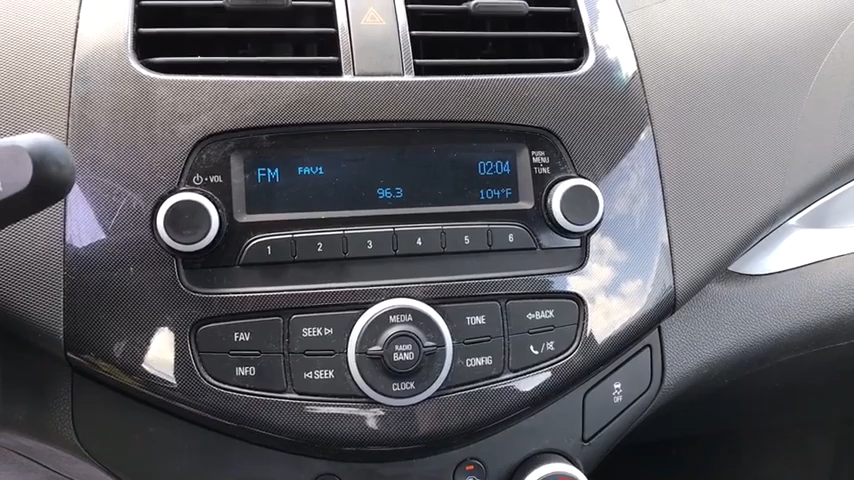 FM FAV1 02:04
96.3 104°F
VOL
PUSH
MENU
TUNE
1 2 3 4 5 6
FAV
INFO
SEEK
SEEK
MEDIA
RADIO
BAND
CLOCK
TONE
CONFIG
BACK
OFF